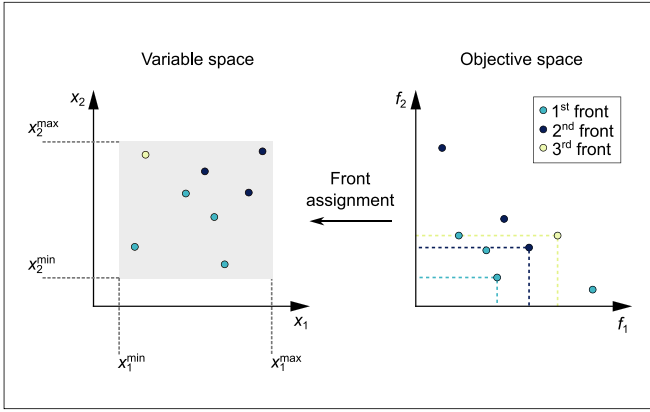 Variable space
Objective space
x₂
f₂
1ˢᵗ front
2ⁿᵈ front
3ʳᵈ front
x₂ᵐᵃˣ
Front
assignment
x₂ᵐⁱⁿ
x₁
f₁
x₁ᵐⁱⁿ
x₁ᵐᵃˣ